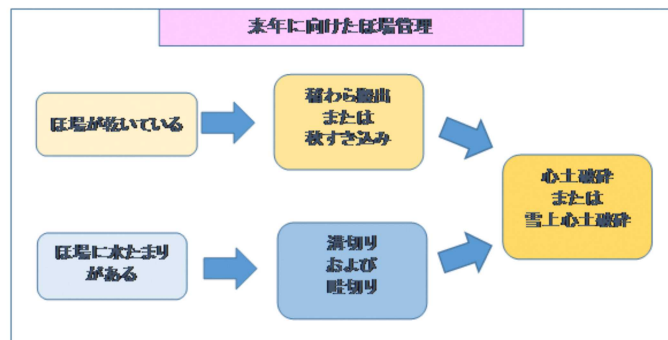 来年に向けたほ場管理
ほ場が乾いている
稲わら搬出
または
秋すき込み
心土破砕
または
雪上心土破砕
ほ場に水たまり
がある
溝切り
および
畦切り